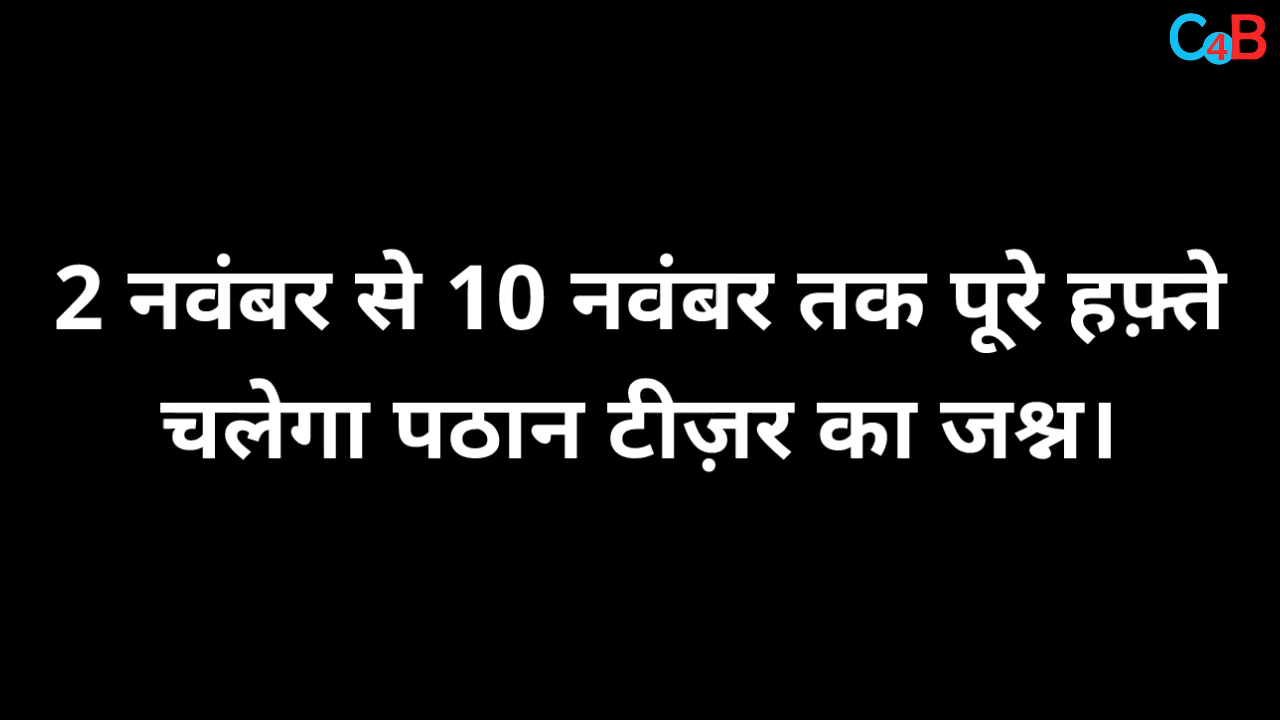 C4B
2 नवंबर से 10 नवंबर तक पूरे हफ़्ते
चलेगा पठान टीज़र का जश्न।